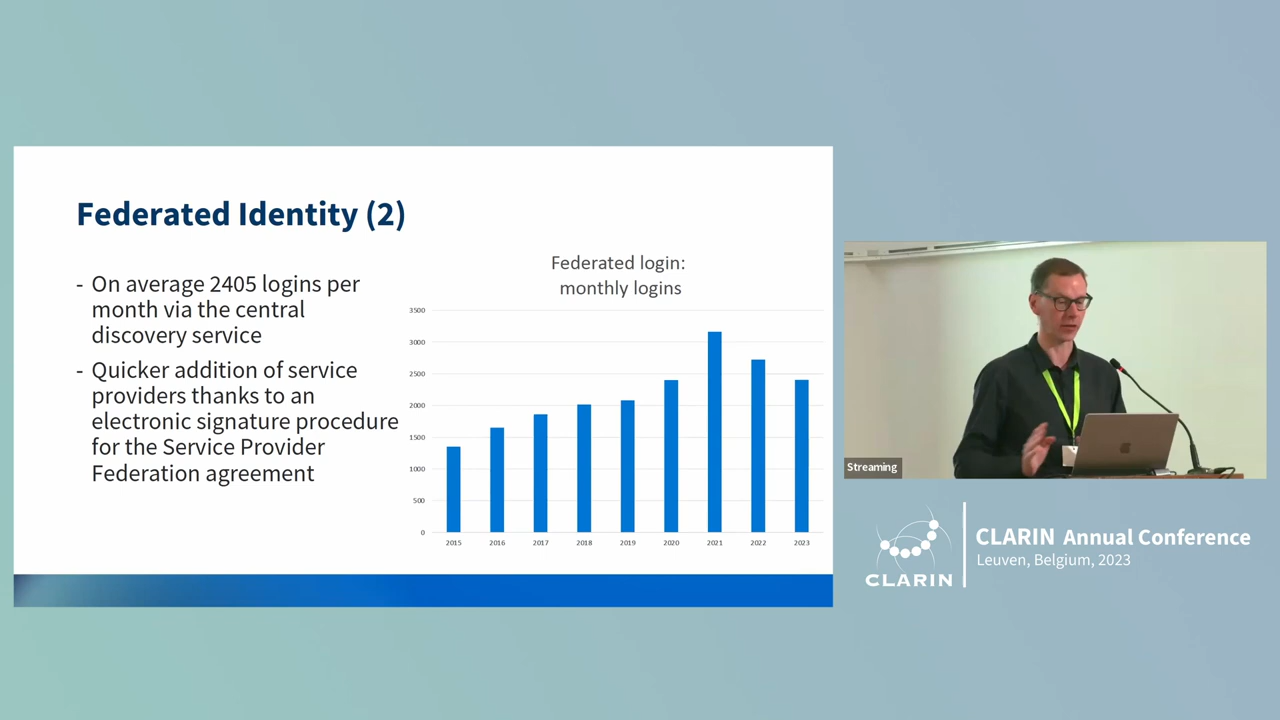 Federated Identity (2)
- On average 2405 logins per
month via the central
discovery service
- Quicker addition of service
providers thanks to an
electronic signature procedure
for the Service Provider
Federation agreement
Federated login:
monthly logins
3500
3000
2500
2000
1500
1000
500
0
2015 2016 2017 2018 2019 2020 2021 2022 2023
Streaming
CLARIN
CLARIN Annual Conference
Leuven, Belgium, 2023